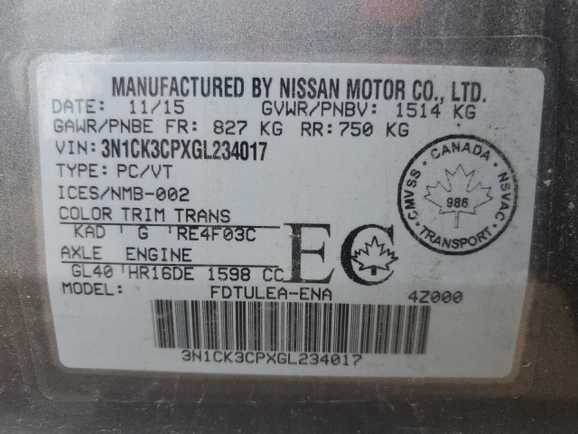 MANUFACTURED BY NISSAN MOTOR CO., LTD.
DATE: 11/15 GVWR/PNBV: 1514 KG
GAWR/PNBE FR: 827 KG RR: 750 KG
VIN: 3N1CK3CPXGL234017
TYPE: PC/VT
ICES/NMB-002
COLOR TRIM TRANS
KAD G RE4F03C
AXLE ENGINE
GL40 HR16DE 1598 CC
MODEL: FDTULEA-ENA 4Z000
EC
CMVSS • CANADA • NSVAC • TRANSPORT •
986
3N1CK3CPXGL234017